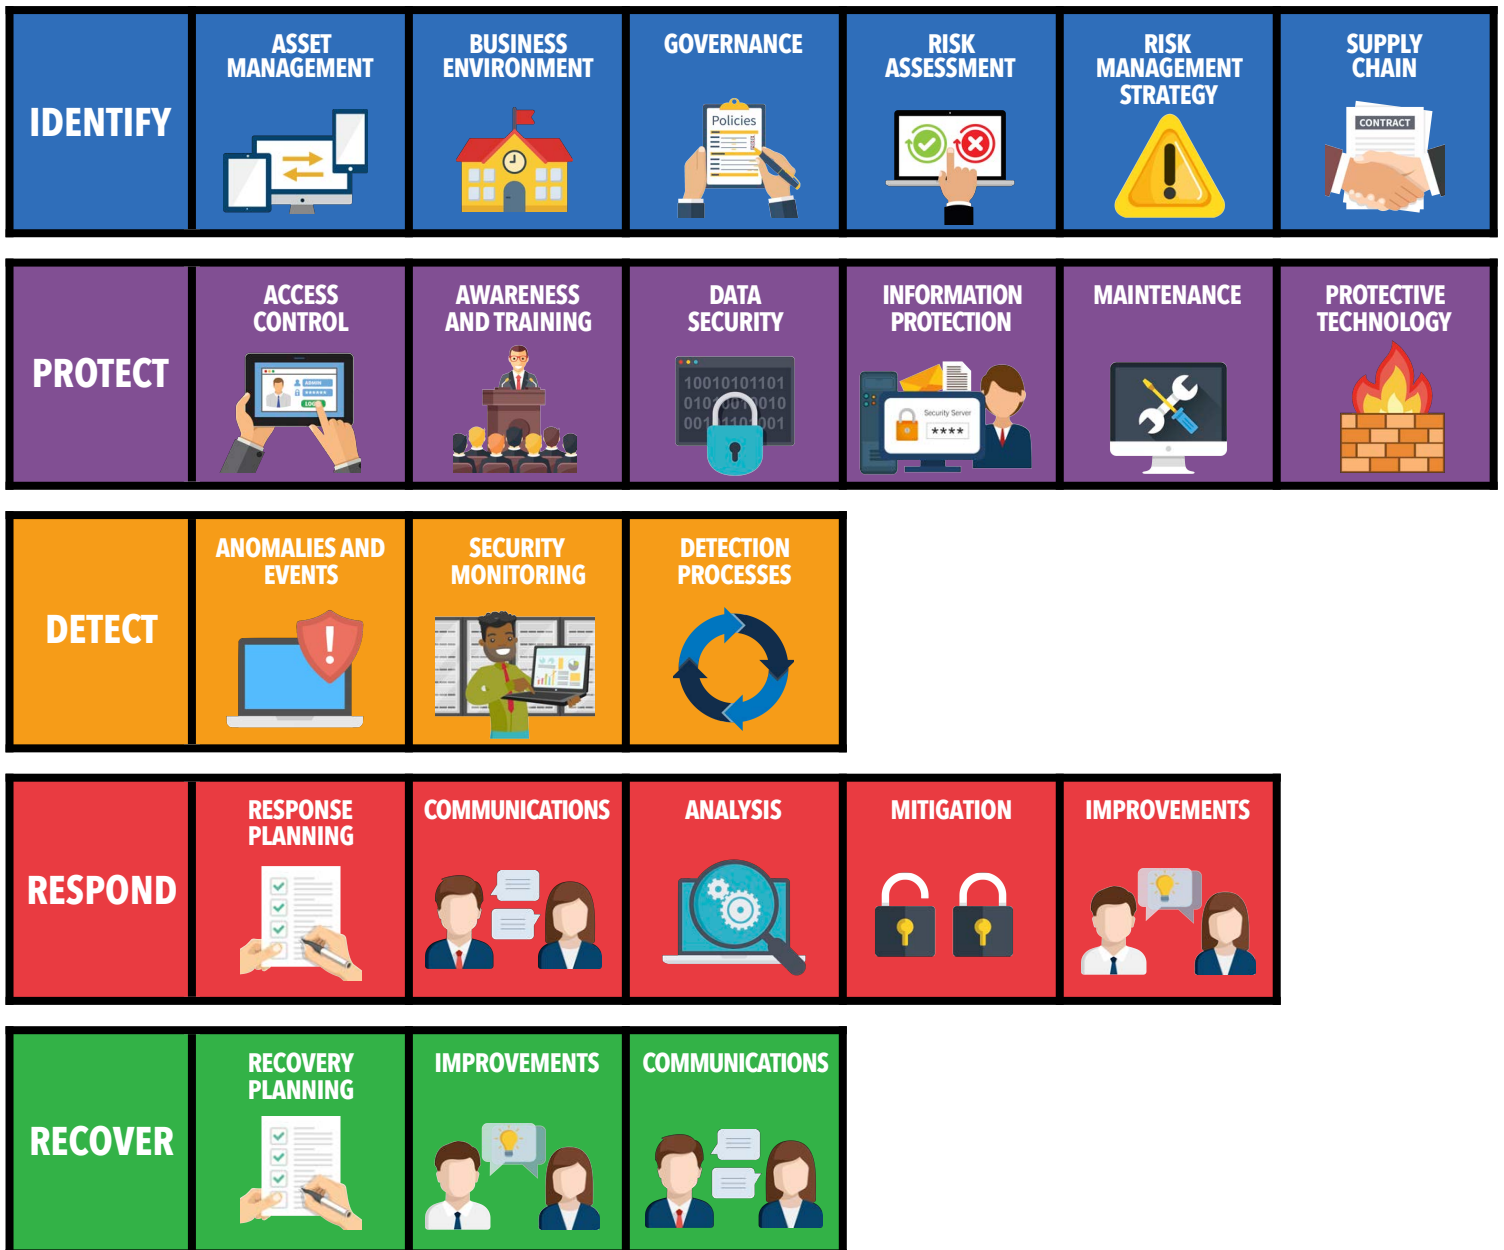 IDENTIFY
ASSET
MANAGEMENT
BUSINESS
ENVIRONMENT
GOVERNANCE
Policies
RISK
ASSESSMENT
RISK
MANAGEMENT
STRATEGY
SUPPLY
CHAIN
CONTRACT
PROTECT
ACCESS
CONTROL
ADMIN
******
AWARENESS
AND TRAINING
DATA
SECURITY
10010101101
INFORMATION
PROTECTION
Security Server
****
MAINTENANCE
PROTECTIVE
TECHNOLOGY
DETECT
ANOMALIES AND
EVENTS
!
SECURITY
MONITORING
DETECTION
PROCESSES
RESPOND
RESPONSE
PLANNING
COMMUNICATIONS
ANALYSIS
MITIGATION
IMPROVEMENTS
RECOVER
RECOVERY
PLANNING
IMPROVEMENTS
COMMUNICATIONS